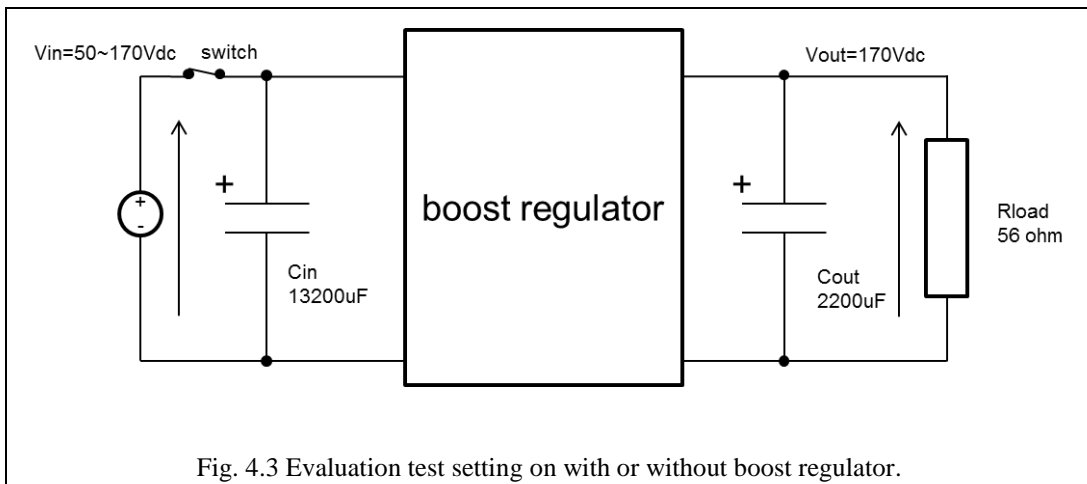 Vin=50~170Vdc
switch
Vout=170Vdc
+
-
+
Cin
13200uF
boost regulator
+
Cout
2200uF
Rload
56 ohm
Fig. 4.3 Evaluation test setting on with or without boost regulator.